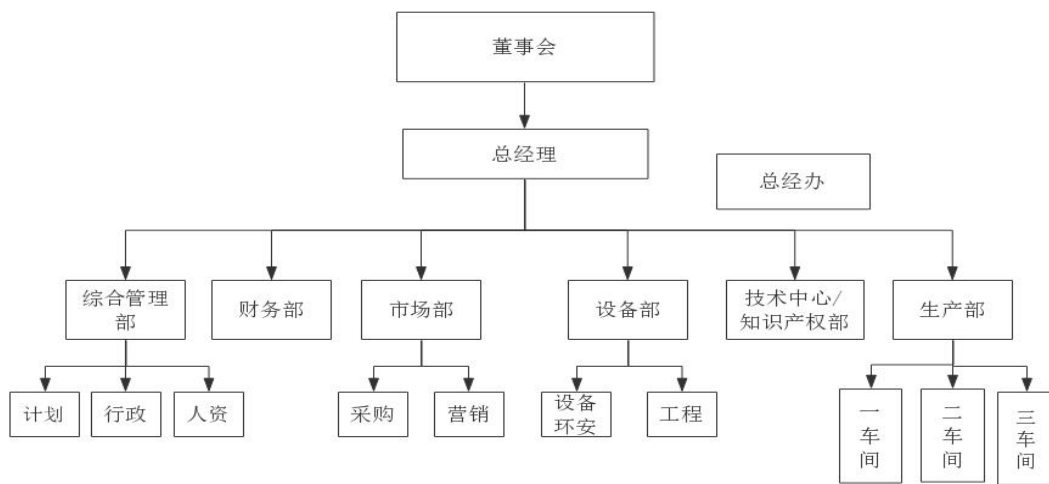 董事会
总经理
总经办
综合管理
部
财务部
市场部
设备部
技术中心/
知识产权部
生产部
计划
行政
人资
采购
营销
设备
环安
工程
一
车
间
二
车
间
三
车
间